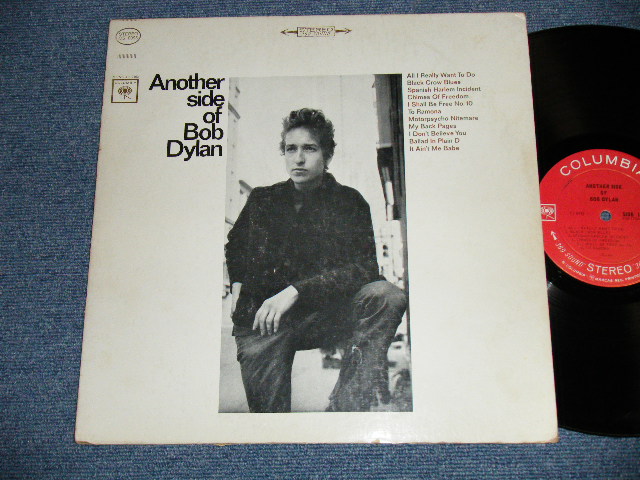 STEREO
Another
side
of
Bob
Dylan
All I Really Want To Do
Black Crow Blues
Spanish Harlem Incident
Chimes Of Freedom
I Shall Be Free No. 10
To Ramona
Motorpsycho Nitemare
My Back Pages
I Don't Believe You
Ballad In Plain D
It Ain't Me Babe
COLUMBIA
ANOTHER SIDE
OF
BOB DYLAN
SIDE
STEREO